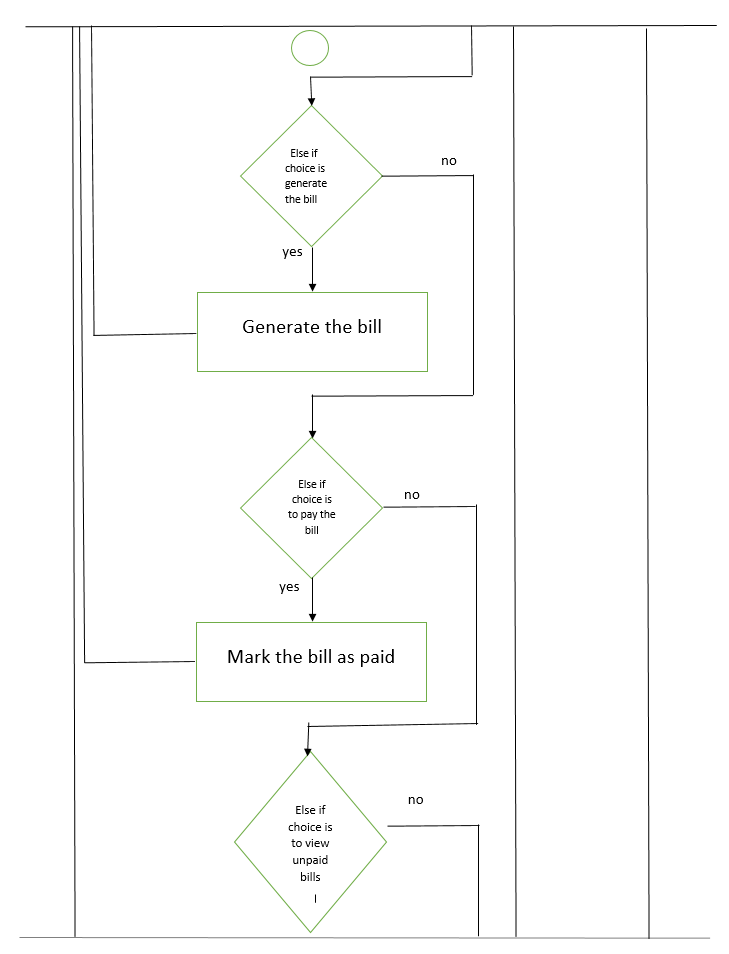 Else if
choice is
generate
the bill
no
yes
Generate the bill
Else if
choice is
to pay the
bill
no
yes
Mark the bill as paid
Else if
choice is
to view
unpaid
bills
no